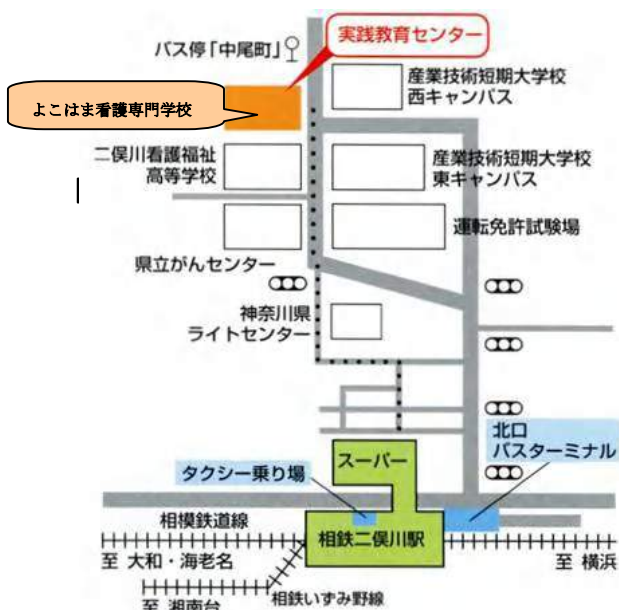 実践教育センター
バス停「中尾町」
産業技術短期大学校
西キャンパス
よこはま看護専門学校
二俣川看護福祉
高等学校
産業技術短期大学校
東キャンパス
運転免許試験場
県立がんセンター
神奈川県
ライトセンター
北口
バスターミナル
スーパー
タクシー乗り場
相模鉄道線
相鉄二俣川駅
至 大和・海老名
至 横浜
相鉄いずみ野線
至 湘南台